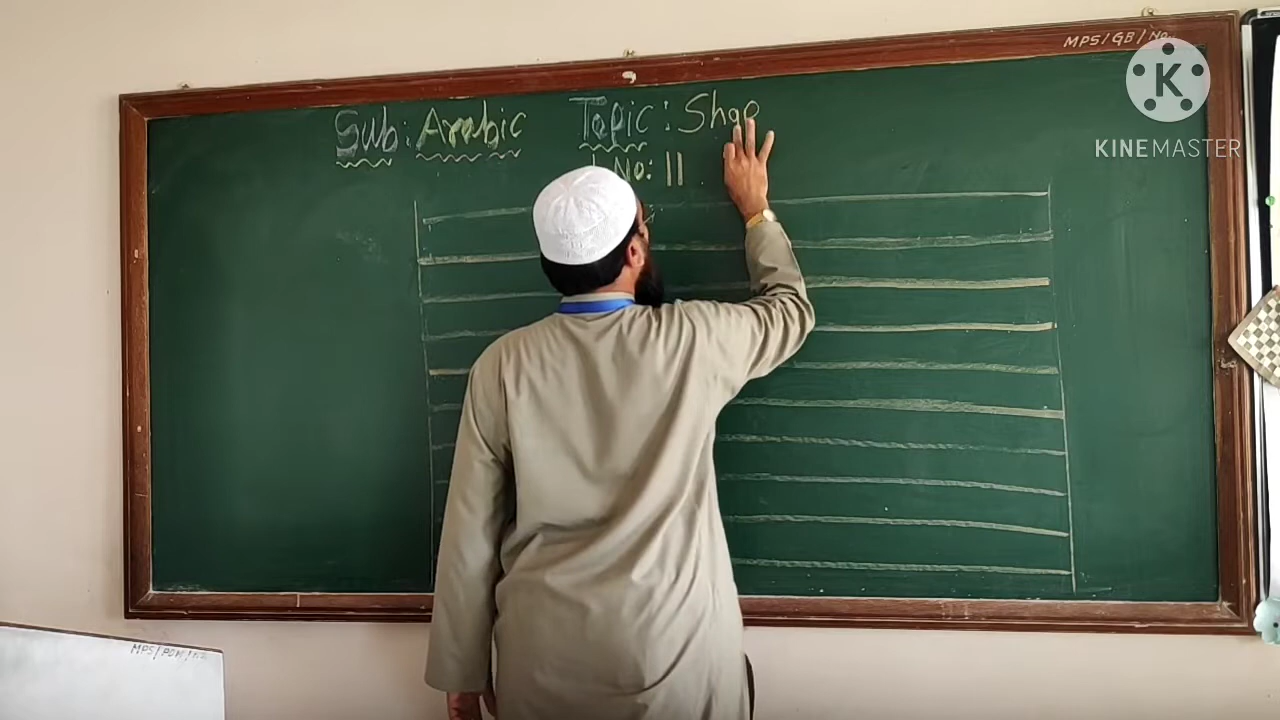 MPS/GB/No.
K
KINEMASTER
Sub: Arabic Topic: Shap
L No: 11